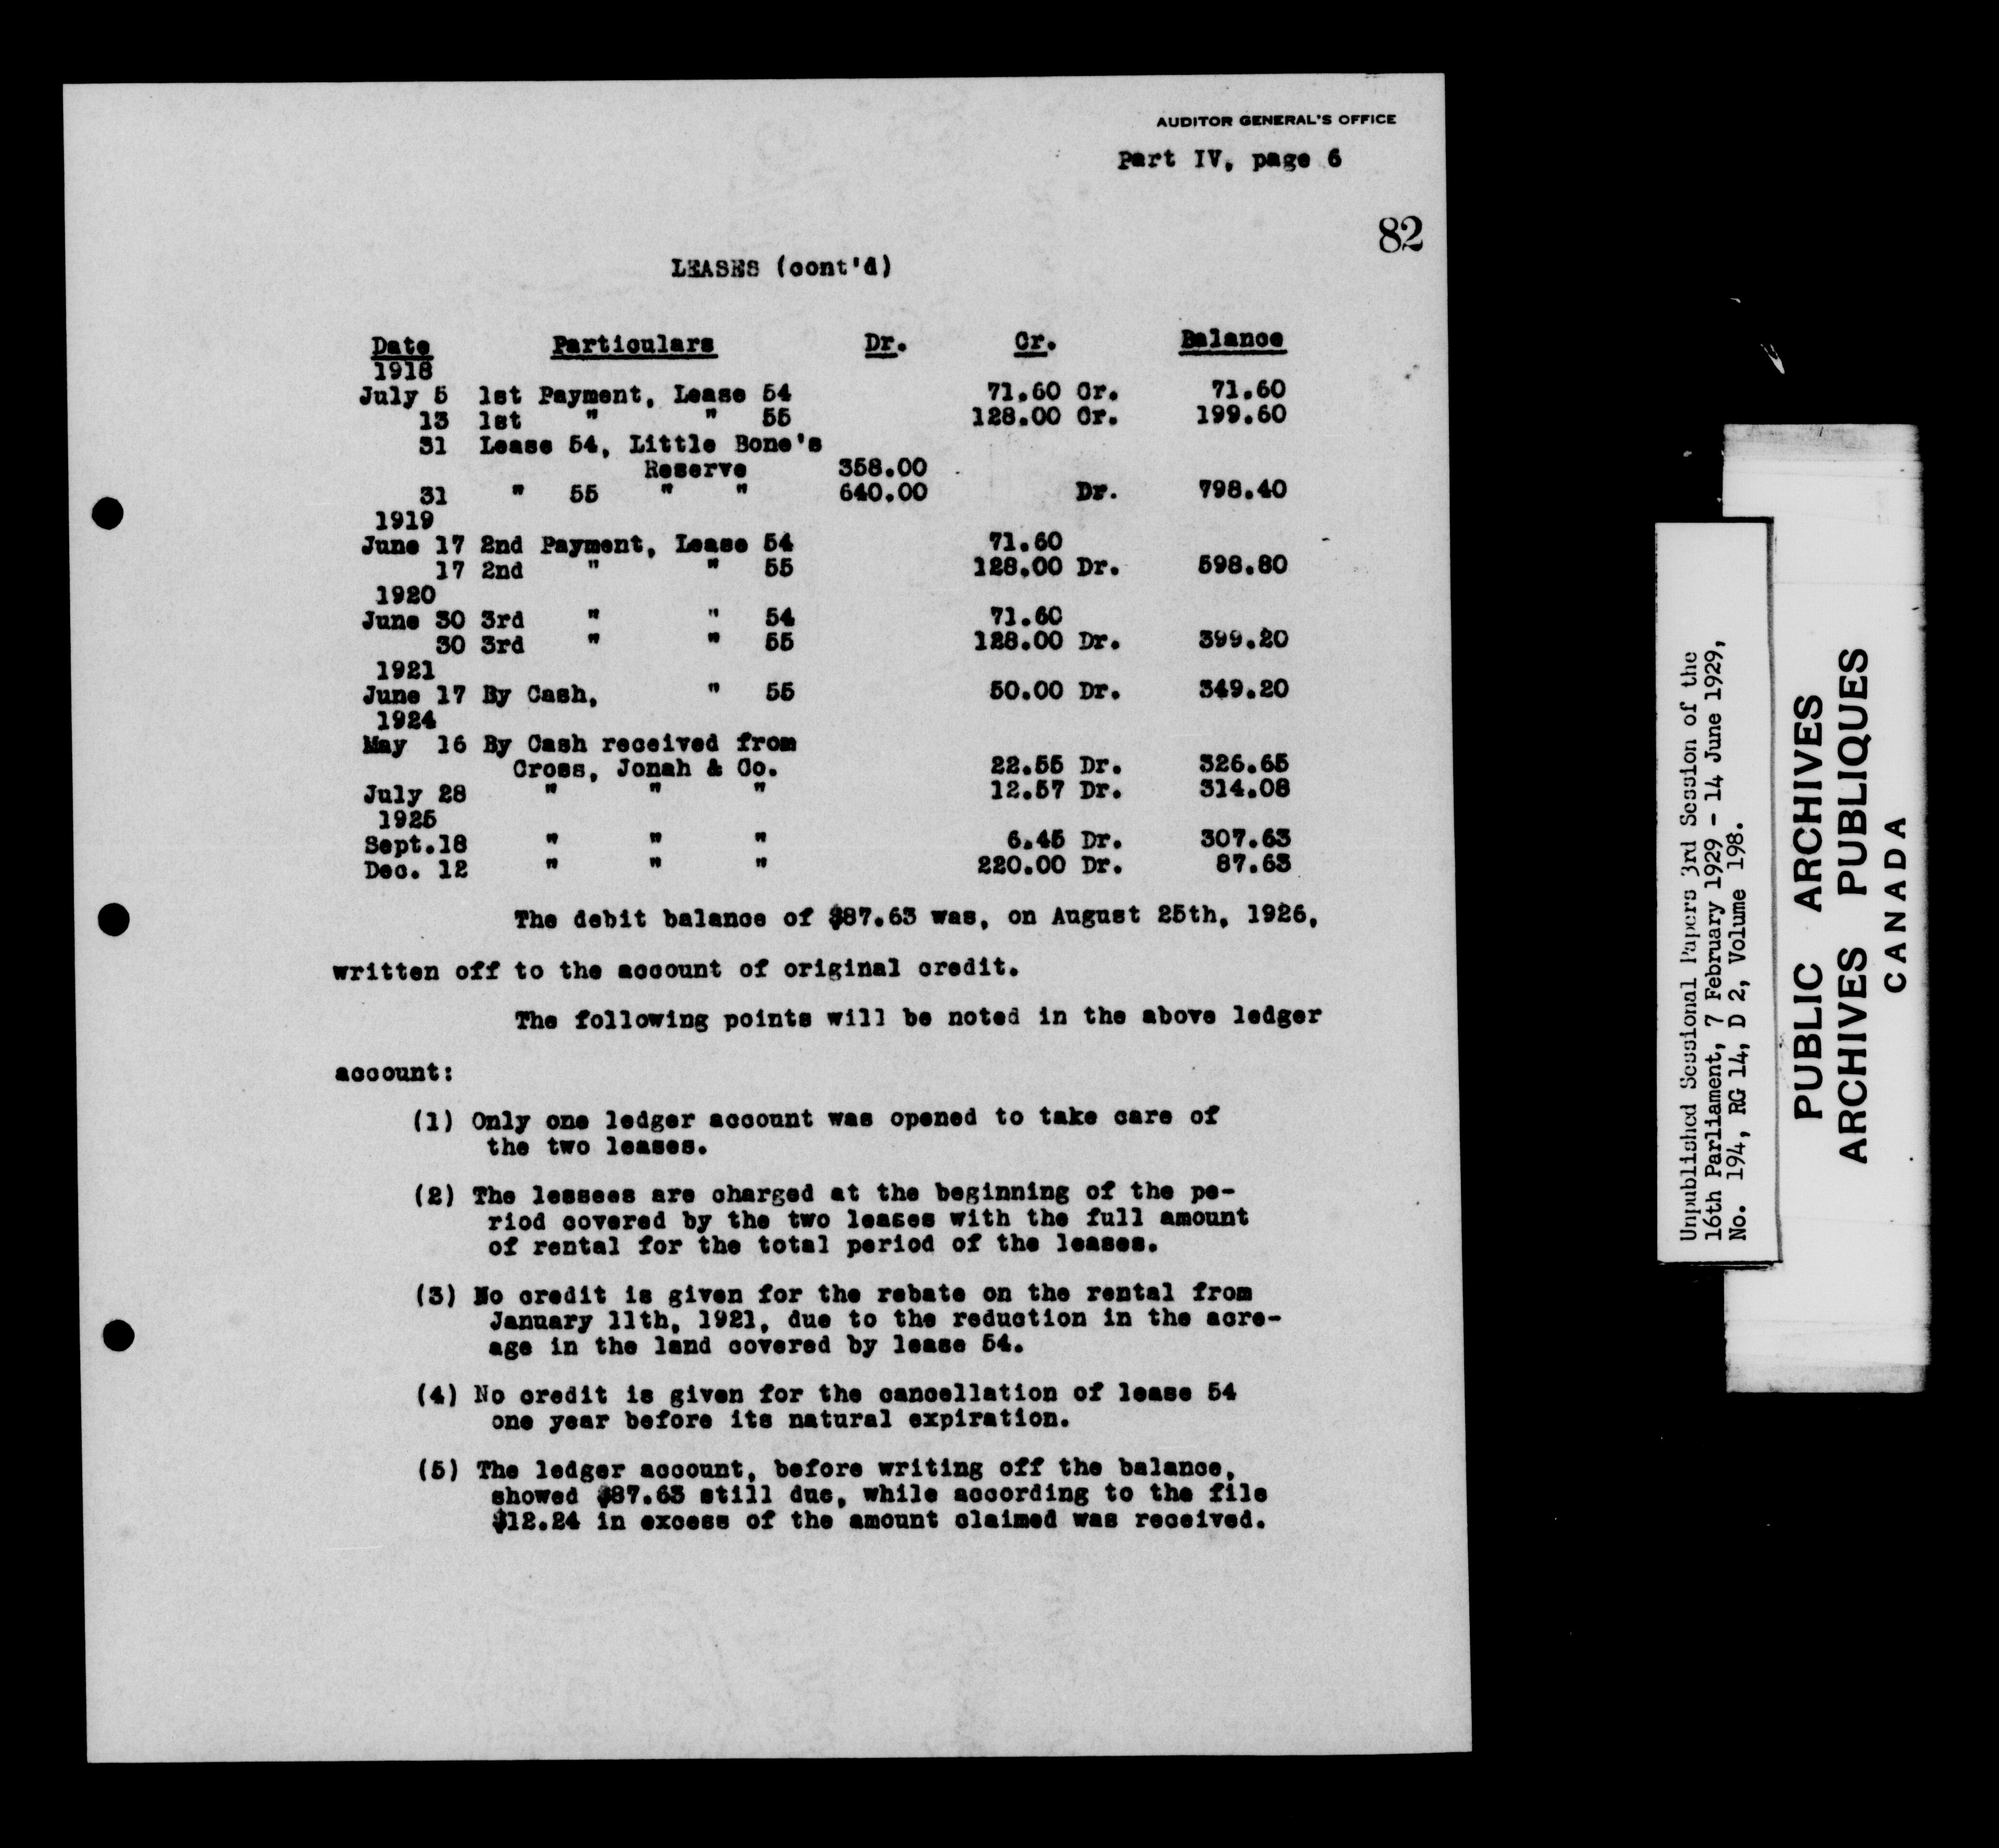 AUDITOR GENERAL'S OFFICE
Part IV, page 6
82
LEASES (cont'd)
Date Particulars Dr. Cr. Balance
1918
July 5 1st Payment, Lease 54 71.60 Cr. 71.60
13 1st " " 55 128.00 Cr. 199.60
31 Lease 54, Little Bone's
Reserve 358.00
31 " 55 " " 640.00 Dr. 798.40
1919
June 17 2nd Payment, Lease 54 71.60
17 2nd " " 55 128.00 Dr. 598.80
1920
June 30 3rd " " 54 71.60
30 3rd " " 55 128.00 Dr. 399.20
1921
June 17 By Cash, " 55 50.00 Dr. 349.20
1924
May 16 By Cash received from
Cross, Jonah & Co. 22.55 Dr. 326.65
July 28 " " " 12.57 Dr. 314.08
1925
Sept.18 " " " 6.45 Dr. 307.63
Dec. 12 " " " 220.00 Dr. 87.63
The debit balance of $87.63 was, on August 25th, 1926,
written off to the account of original credit.
The following points will be noted in the above ledger
account:
(1) Only one ledger account was opened to take care of
the two leases.
(2) The lessees are charged at the beginning of the pe-
riod covered by the two leases with the full amount
of rental for the total period of the leases.
(3) No credit is given for the rebate on the rental from
January 11th, 1921, due to the reduction in the acre-
age in the land covered by lease 54.
(4) No credit is given for the cancellation of lease 54
one year before its natural expiration.
(5) The ledger account, before writing off the balance,
showed $87.63 still due, while according to the file
$12.24 in excess of the amount claimed was received.
Unpublished Sessional Papers 3rd Session of the
16th Parliament, 7 February 1929 - 14 June 1929,
No. 194, RG 14, D 2, Volume 198.
PUBLIC ARCHIVES
ARCHIVES PUBLIQUES
CANADA